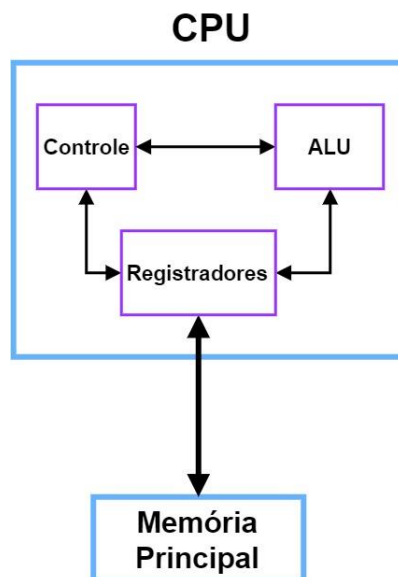 CPU
Controle
ALU
Registradores
Memória
Principal